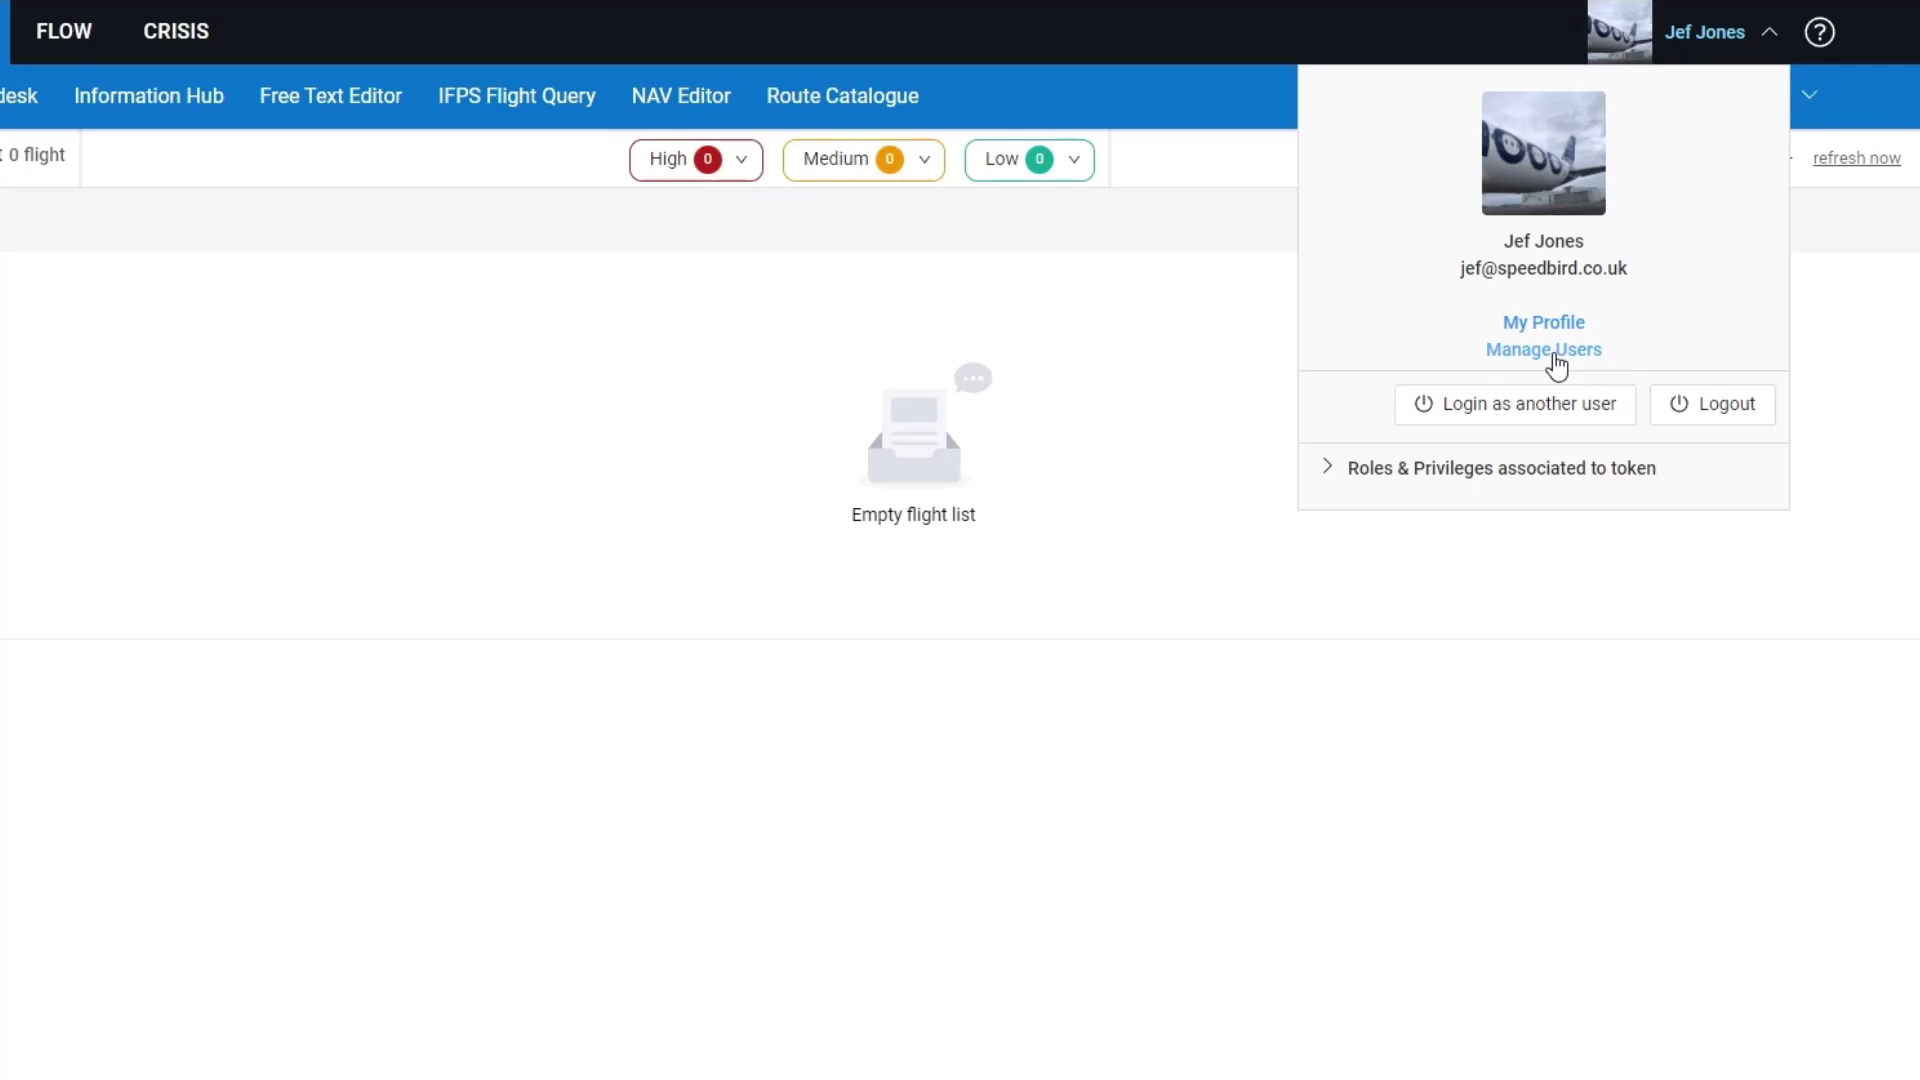 FLOW CRISIS Jef Jones ?
desk Information Hub Free Text Editor IFPS Flight Query NAV Editor Route Catalogue
0 flight High 0 Medium 0 Low 0 refresh now
Jef Jones
jef@speedbird.co.uk
My Profile
Manage Users
Login as another user Logout
Roles & Privileges associated to token
Empty flight list